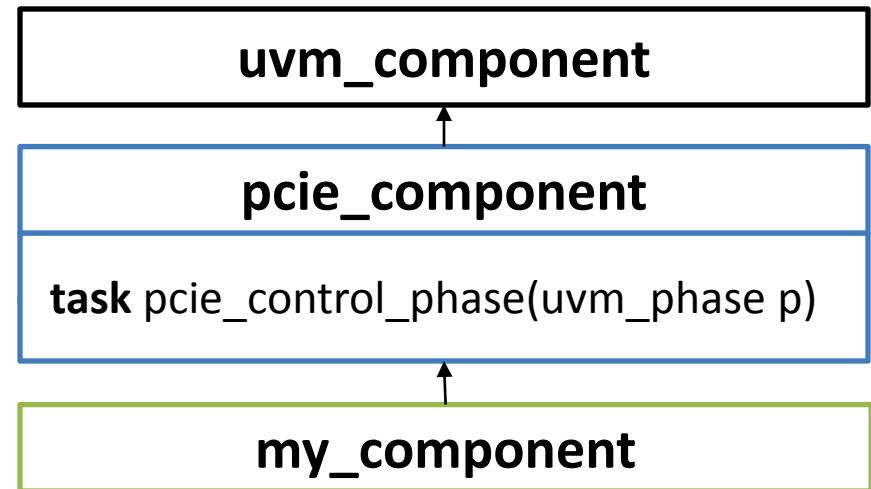 uvm_component
pcie_component
task pcie_control_phase(uvm_phase p)
my_component